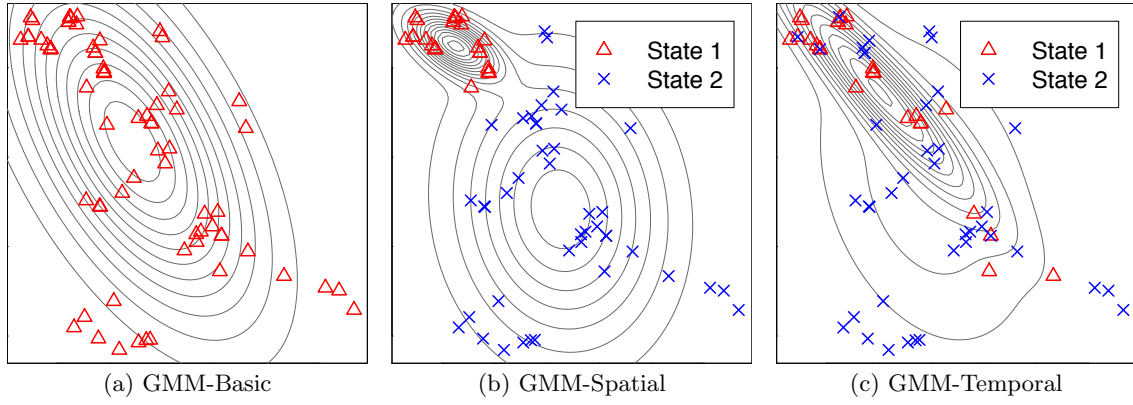 State 1
State 2
State 1
State 2
(a) GMM-Basic
(b) GMM-Spatial
(c) GMM-Temporal